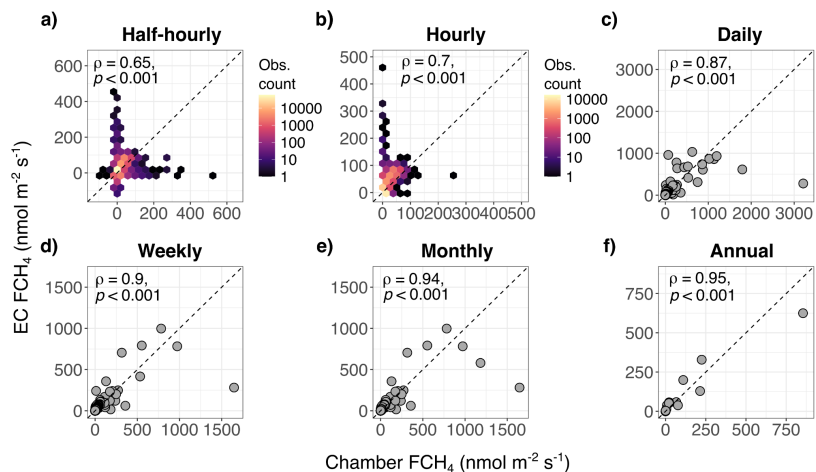 a)
Half-hourly
ρ = 0.65,
p < 0.001
600
400
200
0
0 200 400 600
Obs.
count
10000
1000
100
10
1
b)
Hourly
ρ = 0.7,
p < 0.001
500
400
300
200
100
0
0 100 200 300 400 500
Obs.
count
10000
1000
100
10
1
c)
Daily
ρ = 0.87,
p < 0.001
3000
2000
1000
0
0 1000 2000 3000
EC FCH₄ (nmol m⁻² s⁻¹)
d)
Weekly
ρ = 0.9,
p < 0.001
1500
1000
500
0
0 500 1000 1500
e)
Monthly
ρ = 0.94,
p < 0.001
1500
1000
500
0
0 500 1000 1500
f)
Annual
ρ = 0.95,
p < 0.001
750
500
250
0
0 250 500 750
Chamber FCH₄ (nmol m⁻² s⁻¹)